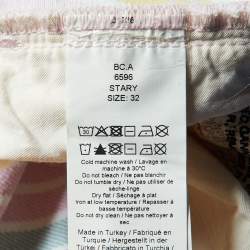 BC.A
6596
STARY
SIZE: 32
Cold machine wash / Lavage en
machine à 30°C
Do not bleach / Ne pas blanchir
Do not tumble dry / Ne pas utiliser de
sèche-linge
Dry flat / Séchage à plat
Iron at low temperature / Repasser à
basse température
Do not dry clean / Ne pas nettoyer à
sec
Made in Turkey / Fabriqué en
Turquie / Hergestellt in der
Türkei / Fabbricato in Turchia /